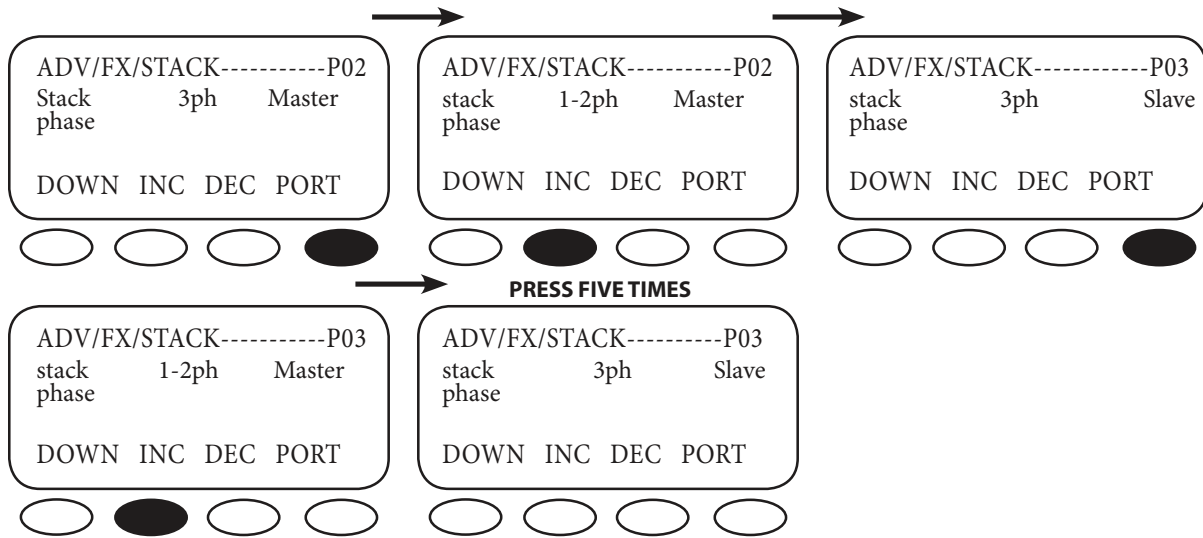 ADV/FX/STACK-----------P02
Stack 3ph Master
phase
DOWN INC DEC PORT
ADV/FX/STACK-----------P02
stack 1-2ph Master
phase
DOWN INC DEC PORT
ADV/FX/STACK------------P03
stack 3ph Slave
phase
DOWN INC DEC PORT
PRESS FIVE TIMES
ADV/FX/STACK-----------P03
stack 1-2ph Master
phase
DOWN INC DEC PORT
ADV/FX/STACK----------P03
stack 3ph Slave
phase
DOWN INC DEC PORT